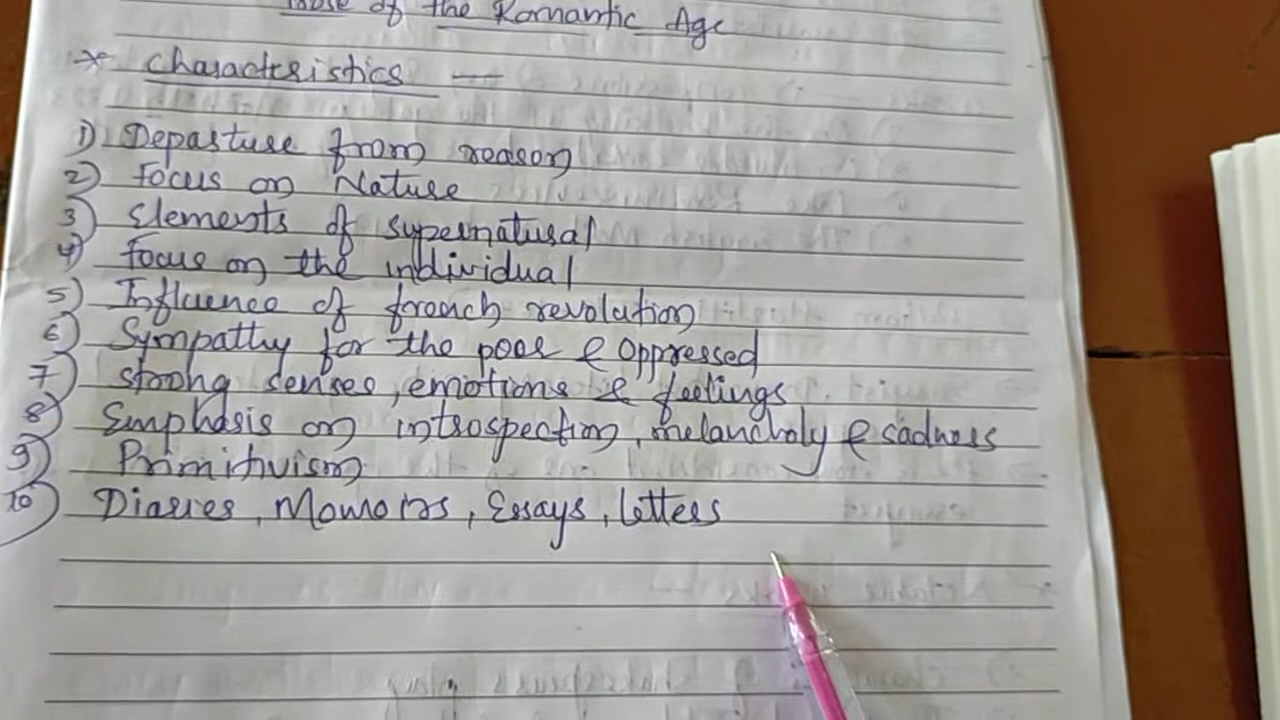 of the Romantic Age
* Characteristics —
1) Departure from reason
2) Focus on Nature
3) Elements of supernatural
4) Focus on the individual
5) Influence of french revolution
6) Sympathy for the poor & Oppressed
7) Strong senses, emotions & feelings
8) Emphasis on introspection, melancholy & sadness
9) Primitivism
10) Diaries, Memoirs, Essays, letters